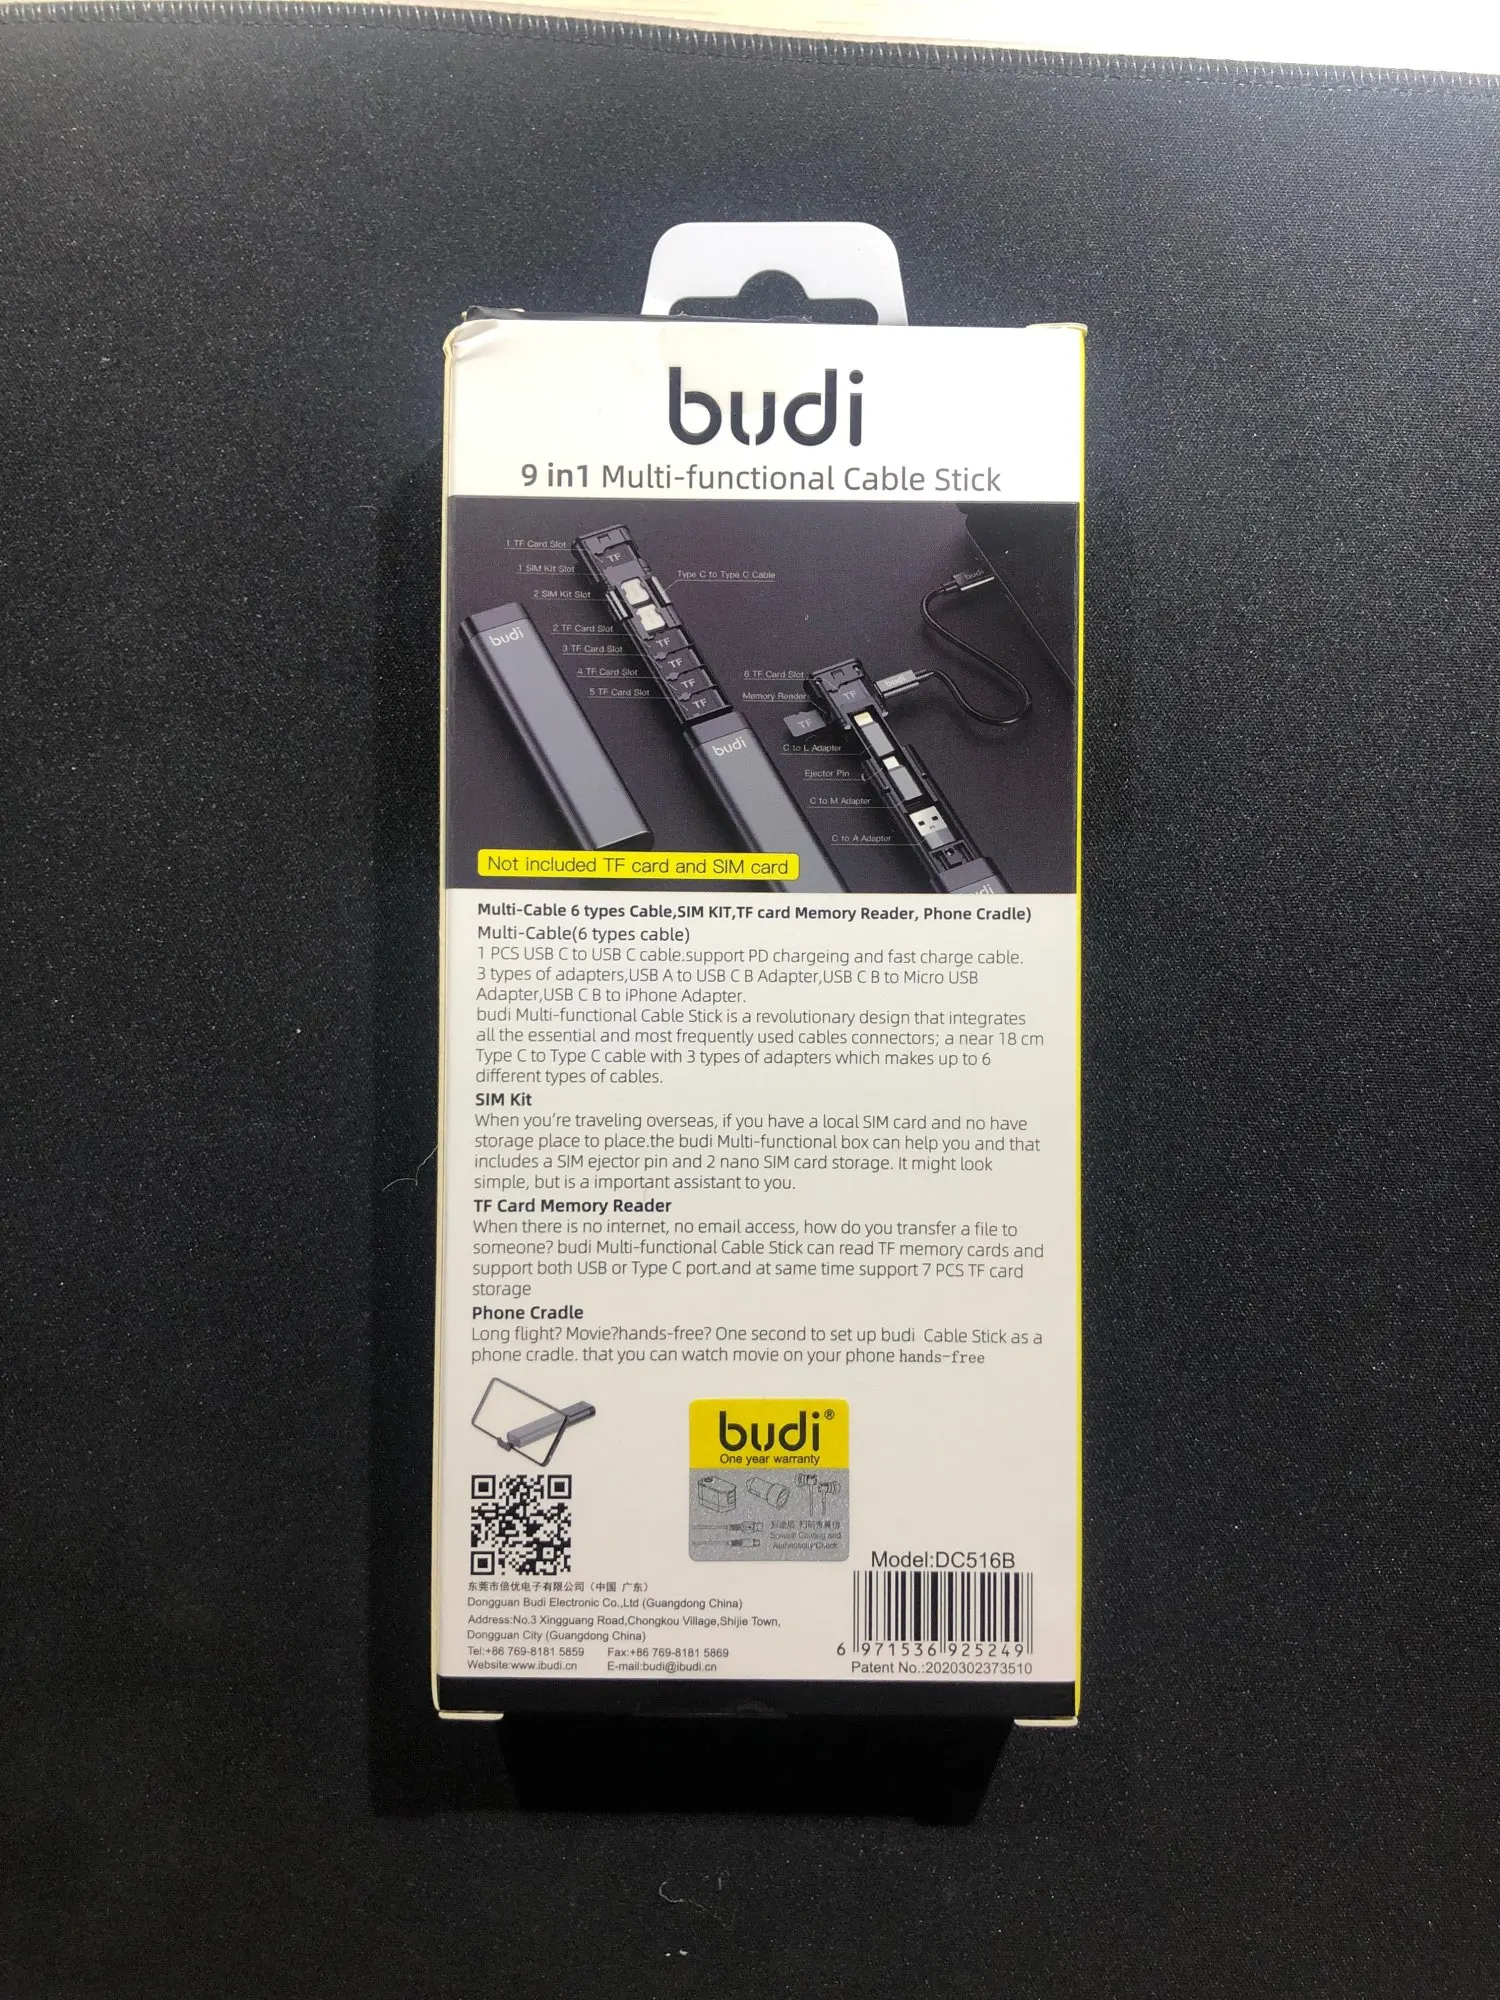 budi
9 in1 Multi-functional Cable Stick
1 TF Card Slot
1 SIM Kit Slot
2 SIM Kit Slot
Type C to Type C Cable
2 TF Card Slot
3 TF Card Slot
4 TF Card Slot
5 TF Card Slot
TF
TF
TF
TF
TF
budi
budi
budi
budi
6 TF Card Slot
Memory Reader
TF
TF
C to L Adapter
Ejector Pin
C to M Adapter
C to A Adapter
Not included TF card and SIM card
Multi-Cable 6 types Cable,SIM KIT,TF card Memory Reader, Phone Cradle)
Multi-Cable(6 types cable)
1 PCS USB C to USB C cable.support PD chargeing and fast charge cable.
3 types of adapters,USB A to USB C B Adapter,USB C B to Micro USB
Adapter,USB C B to iPhone Adapter.
budi Multi-functional Cable Stick is a revolutionary design that integrates
all the essential and most frequently used cables connectors; a near 18 cm
Type C to Type C cable with 3 types of adapters which makes up to 6
different types of cables.
SIM Kit
When you're traveling overseas, if you have a local SIM card and no have
storage place to place.the budi Multi-functional box can help you and that
includes a SIM ejector pin and 2 nano SIM card storage. It might look
simple, but is a important assistant to you.
TF Card Memory Reader
When there is no internet, no email access, how do you transfer a file to
someone? budi Multi-functional Cable Stick can read TF memory cards and
support both USB or Type C port.and at same time support 7 PCS TF card
storage
Phone Cradle
Long flight? Movie?hands-free? One second to set up budi Cable Stick as a
phone cradle. that you can watch movie on your phone hands-free
budi®
One year warranty
Authenticity Check
东莞市倍优电子有限公司（中国 广东）
Dongguan Budi Electronic Co.,Ltd (Guangdong China)
Address:No.3 Xingguang Road,Chongkou Village,Shijie Town,
Dongguan City (Guangdong China)
Tel:+86 769-8181 5859 Fax:+86 769-8181 5869
Website:www.ibudi.cn E-mail:budi@ibudi.cn
Model:DC516B
6 971536 925249
Patent No.:2020302373510